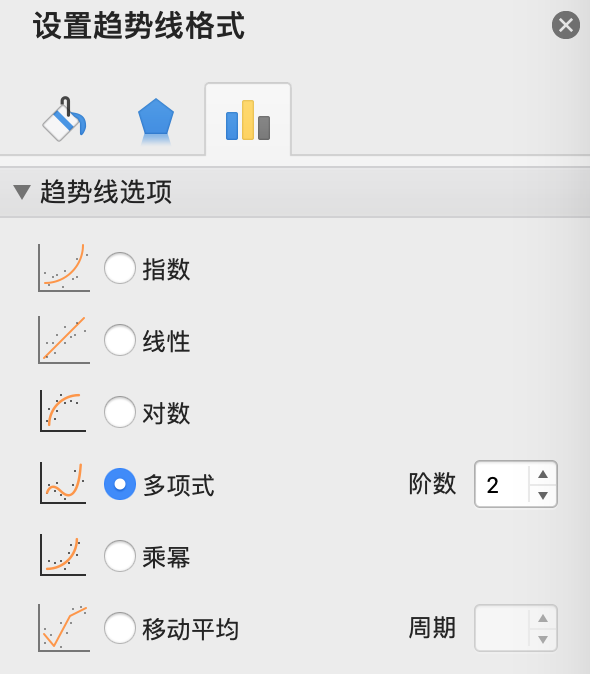 设置趋势线格式
趋势线选项
指数
线性
对数
多项式 阶数 2
乘幂
移动平均 周期